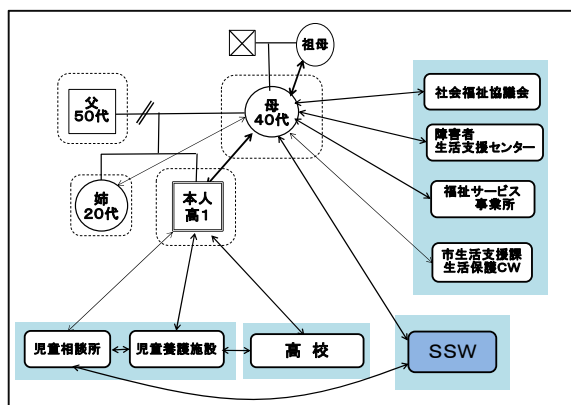 祖母
父
50代
母
40代
社会福祉協議会
障害者
生活支援センター
姉
20代
本人
高1
福祉サービス
事業所
市生活支援課
生活保護CW
児童相談所
児童養護施設
高校
SSW